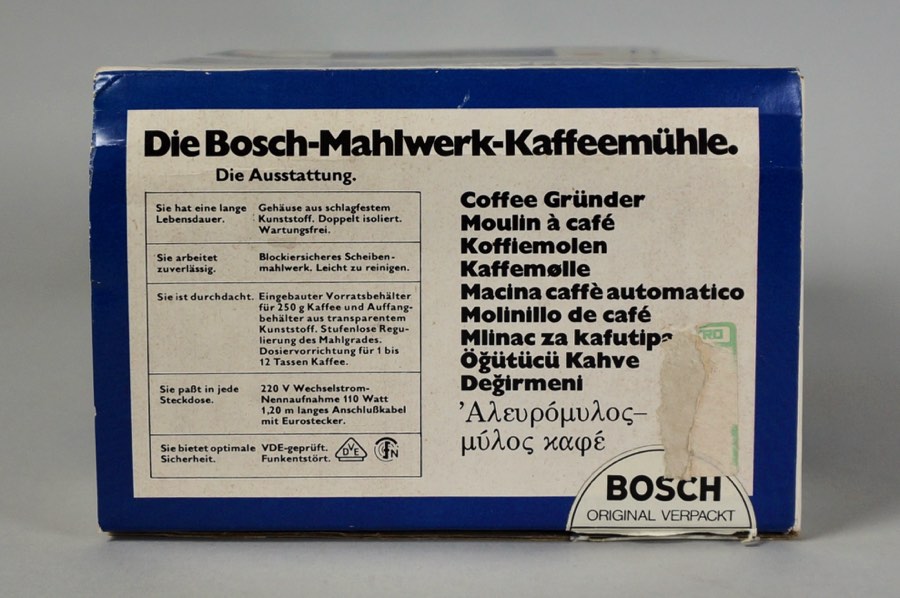 Die Bosch-Mahlwerk-Kaffeemühle.
Die Ausstattung.
Sie hat eine lange
Lebensdauer.
Gehäuse aus schlagfestem
Kunststoff. Doppelt isoliert.
Wartungsfrei.
Sie arbeitet
zuverlässig.
Blockiersicheres Scheiben-
mahlwerk. Leicht zu reinigen.
Sie ist durchdacht.
Eingebauter Vorratsbehälter
für 250 g Kaffee und Auffang-
behälter aus transparentem
Kunststoff. Stufenlose Regu-
lierung des Mahlgrades.
Dosiervorrichtung für 1 bis
12 Tassen Kaffee.
Sie paßt in jede
Steckdose.
220 V Wechselstrom-
Nennaufnahme 110 Watt
1,20 m langes Anschlußkabel
mit Eurostecker.
Sie bietet optimale
Sicherheit.
VDE-geprüft.
Funkentstört.
DVE
FN
Coffee Gründer
Moulin à café
Koffiemolen
Kaffemølle
Macina caffè automatico
Molinillo de café
Mlinac za kafutipa
Öğütücü Kahve
Değirmeni
Ἀλευρόμυλος-
μύλος καφέ
BOSCH
ORIGINAL VERPACKT